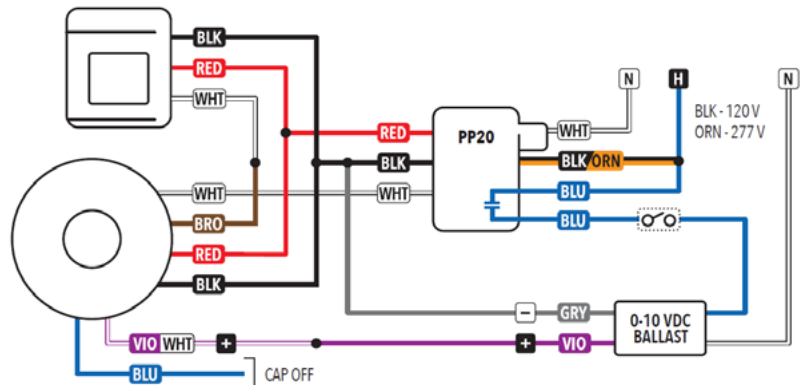 BLK
RED
WHT
N
H
N
BLK - 120 V
ORN - 277 V
RED
PP20
WHT
BLK
BLK/ORN
WHT
WHT
BLU
BRO
BLU
RED
BLK
− GRY
0-10 VDC
BALLAST
VIO WHT + + VIO
BLU
CAP OFF